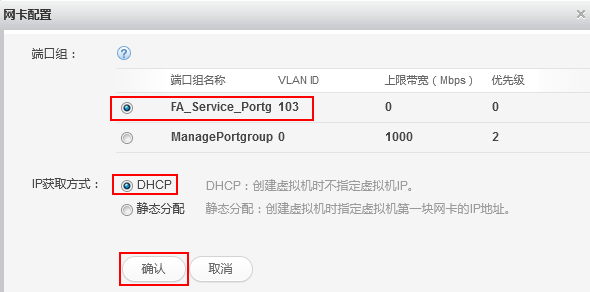 网卡配置
端口组：
端口组名称 VLAN ID 上限带宽（Mbps） 优先级
FA_Service_Portg 103 0 0
ManagePortgroup 0 1000 2
IP获取方式： DHCP DHCP：创建虚拟机时不指定虚拟机IP。
静态分配 静态分配：创建虚拟机时指定虚拟机第一块网卡的IP地址。
确认 取消